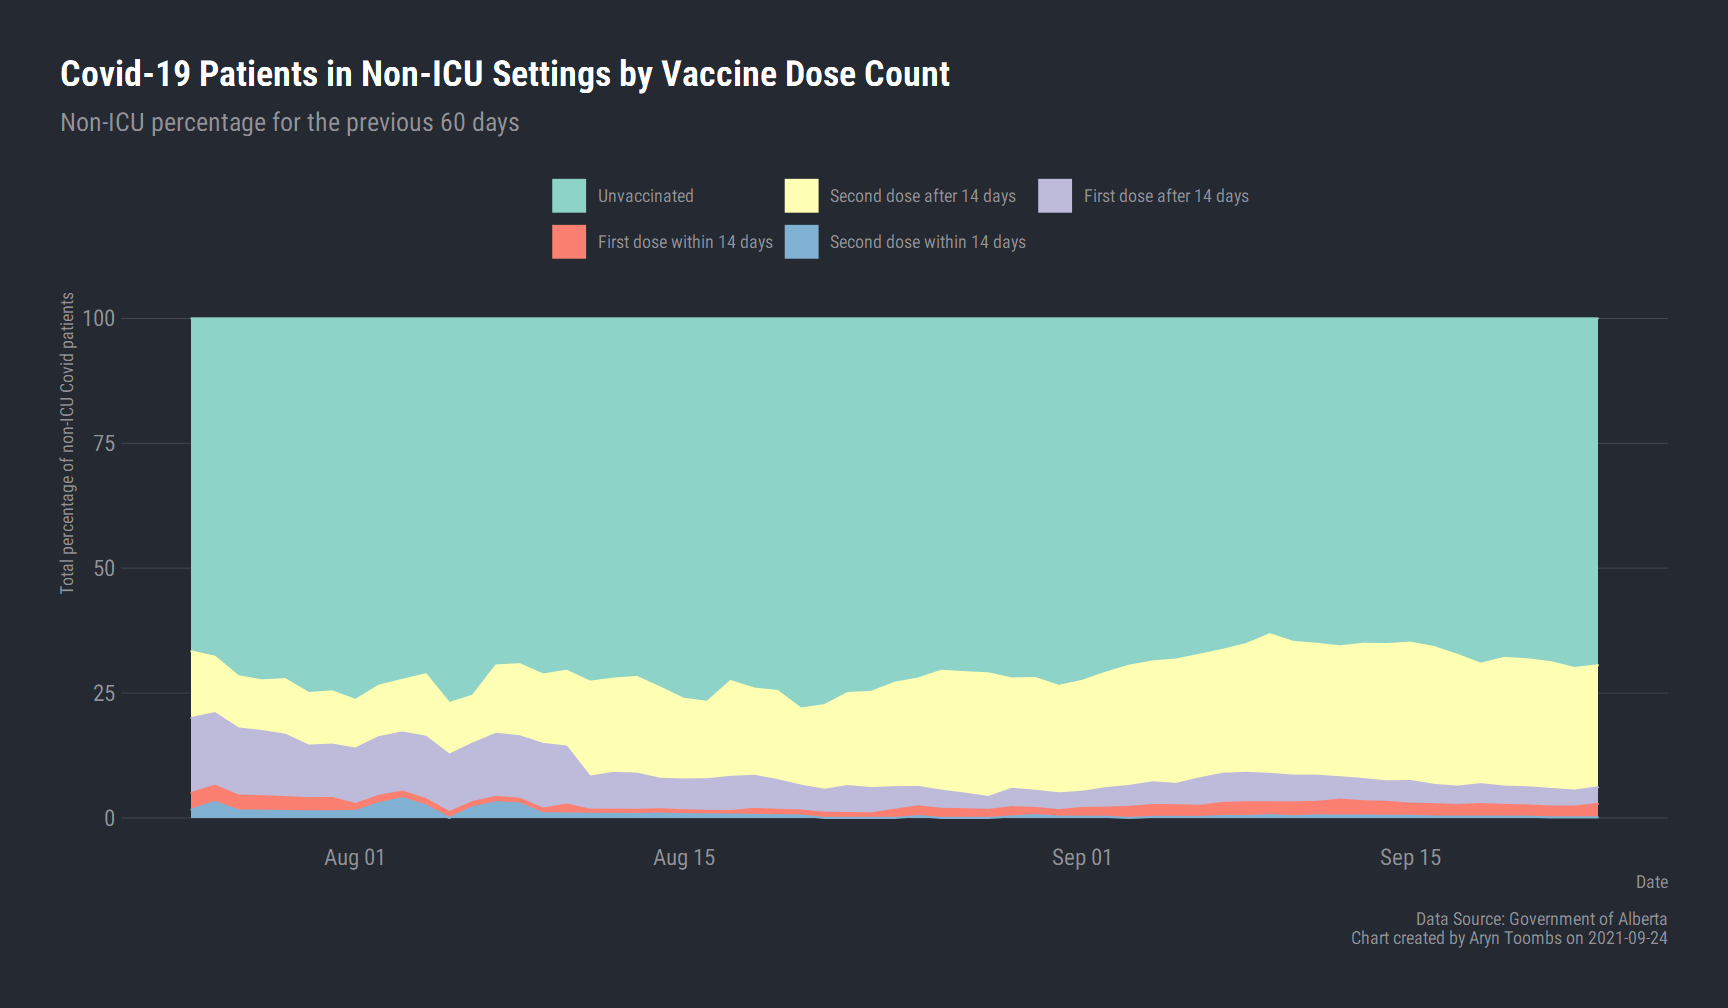 Covid-19 Patients in Non-ICU Settings by Vaccine Dose Count
Non-ICU percentage for the previous 60 days
Unvaccinated
Second dose after 14 days
First dose after 14 days
First dose within 14 days
Second dose within 14 days
Total percentage of non-ICU Covid patients
100
75
50
25
0
Aug 01
Aug 15
Sep 01
Sep 15
Date
Data Source: Government of Alberta
Chart created by Aryn Toombs on 2021-09-24